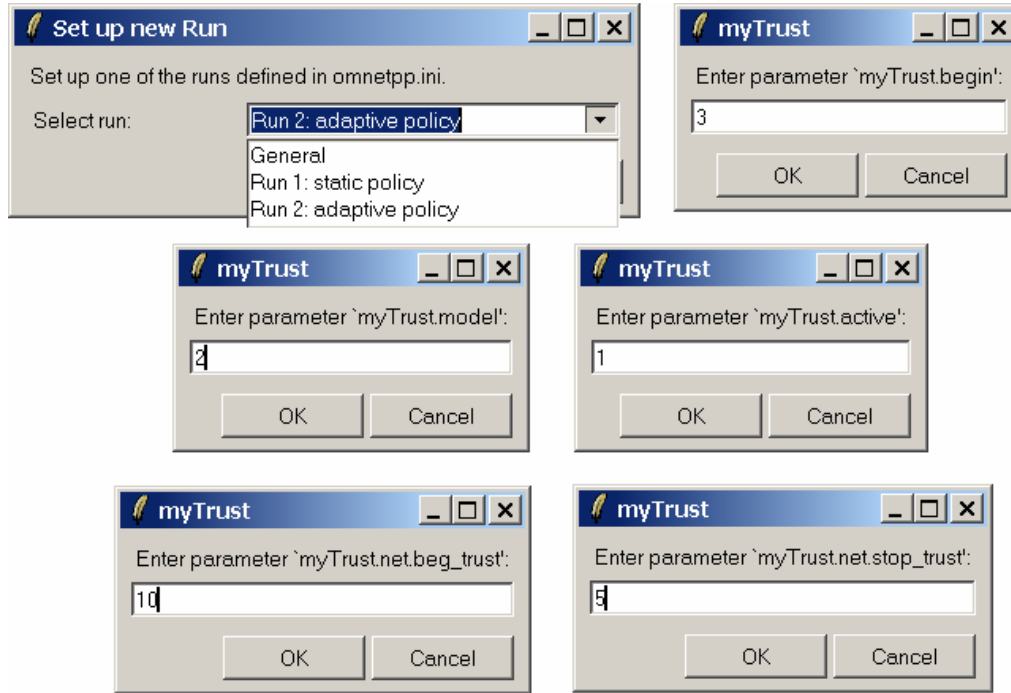 Set up new Run
Set up one of the runs defined in omnetpp.ini.
Select run:
Run 2: adaptive policy
General
Run 1: static policy
Run 2: adaptive policy
myTrust
Enter parameter `myTrust.begin':
3
OK Cancel
myTrust
Enter parameter `myTrust.model':
2
OK Cancel
myTrust
Enter parameter `myTrust.active':
1
OK Cancel
myTrust
Enter parameter `myTrust.net.beg_trust':
10
OK Cancel
myTrust
Enter parameter `myTrust.net.stop_trust':
5
OK Cancel